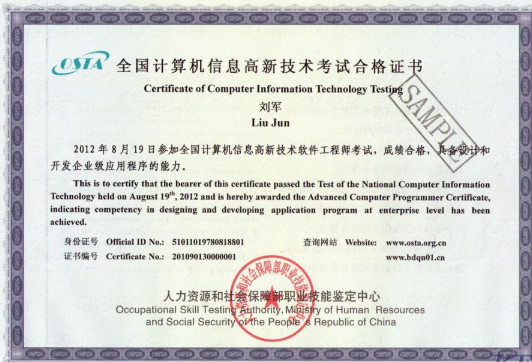 OSTA 全国计算机信息高新技术考试合格证书
Certificate of Computer Information Technology Testing
刘军
Liu Jun
SAMPLE
2012年8月19日参加全国计算机信息高新技术软件工程师考试，成绩合格，具备设计和
开发企业级应用程序的能力。
This is to certify that the bearer of this certificate passed the Test of the National Computer Information
Technology held on August 19th, 2012 and is hereby awarded the Advanced Computer Programmer Certificate,
indicating competency in designing and developing application program at enterprise level has been
achieved.
身份证号 Official ID No.: 51011019780818801 查询网站 Website: www.osta.org.cn
证书编号 Certificate No.: 201090130000001 www.bdqn01.cn
人力资源和社会保障部职业技能鉴定中心
Occupational Skill Testing Authority, Ministry of Human Resources
and Social Security of the People's Republic of China